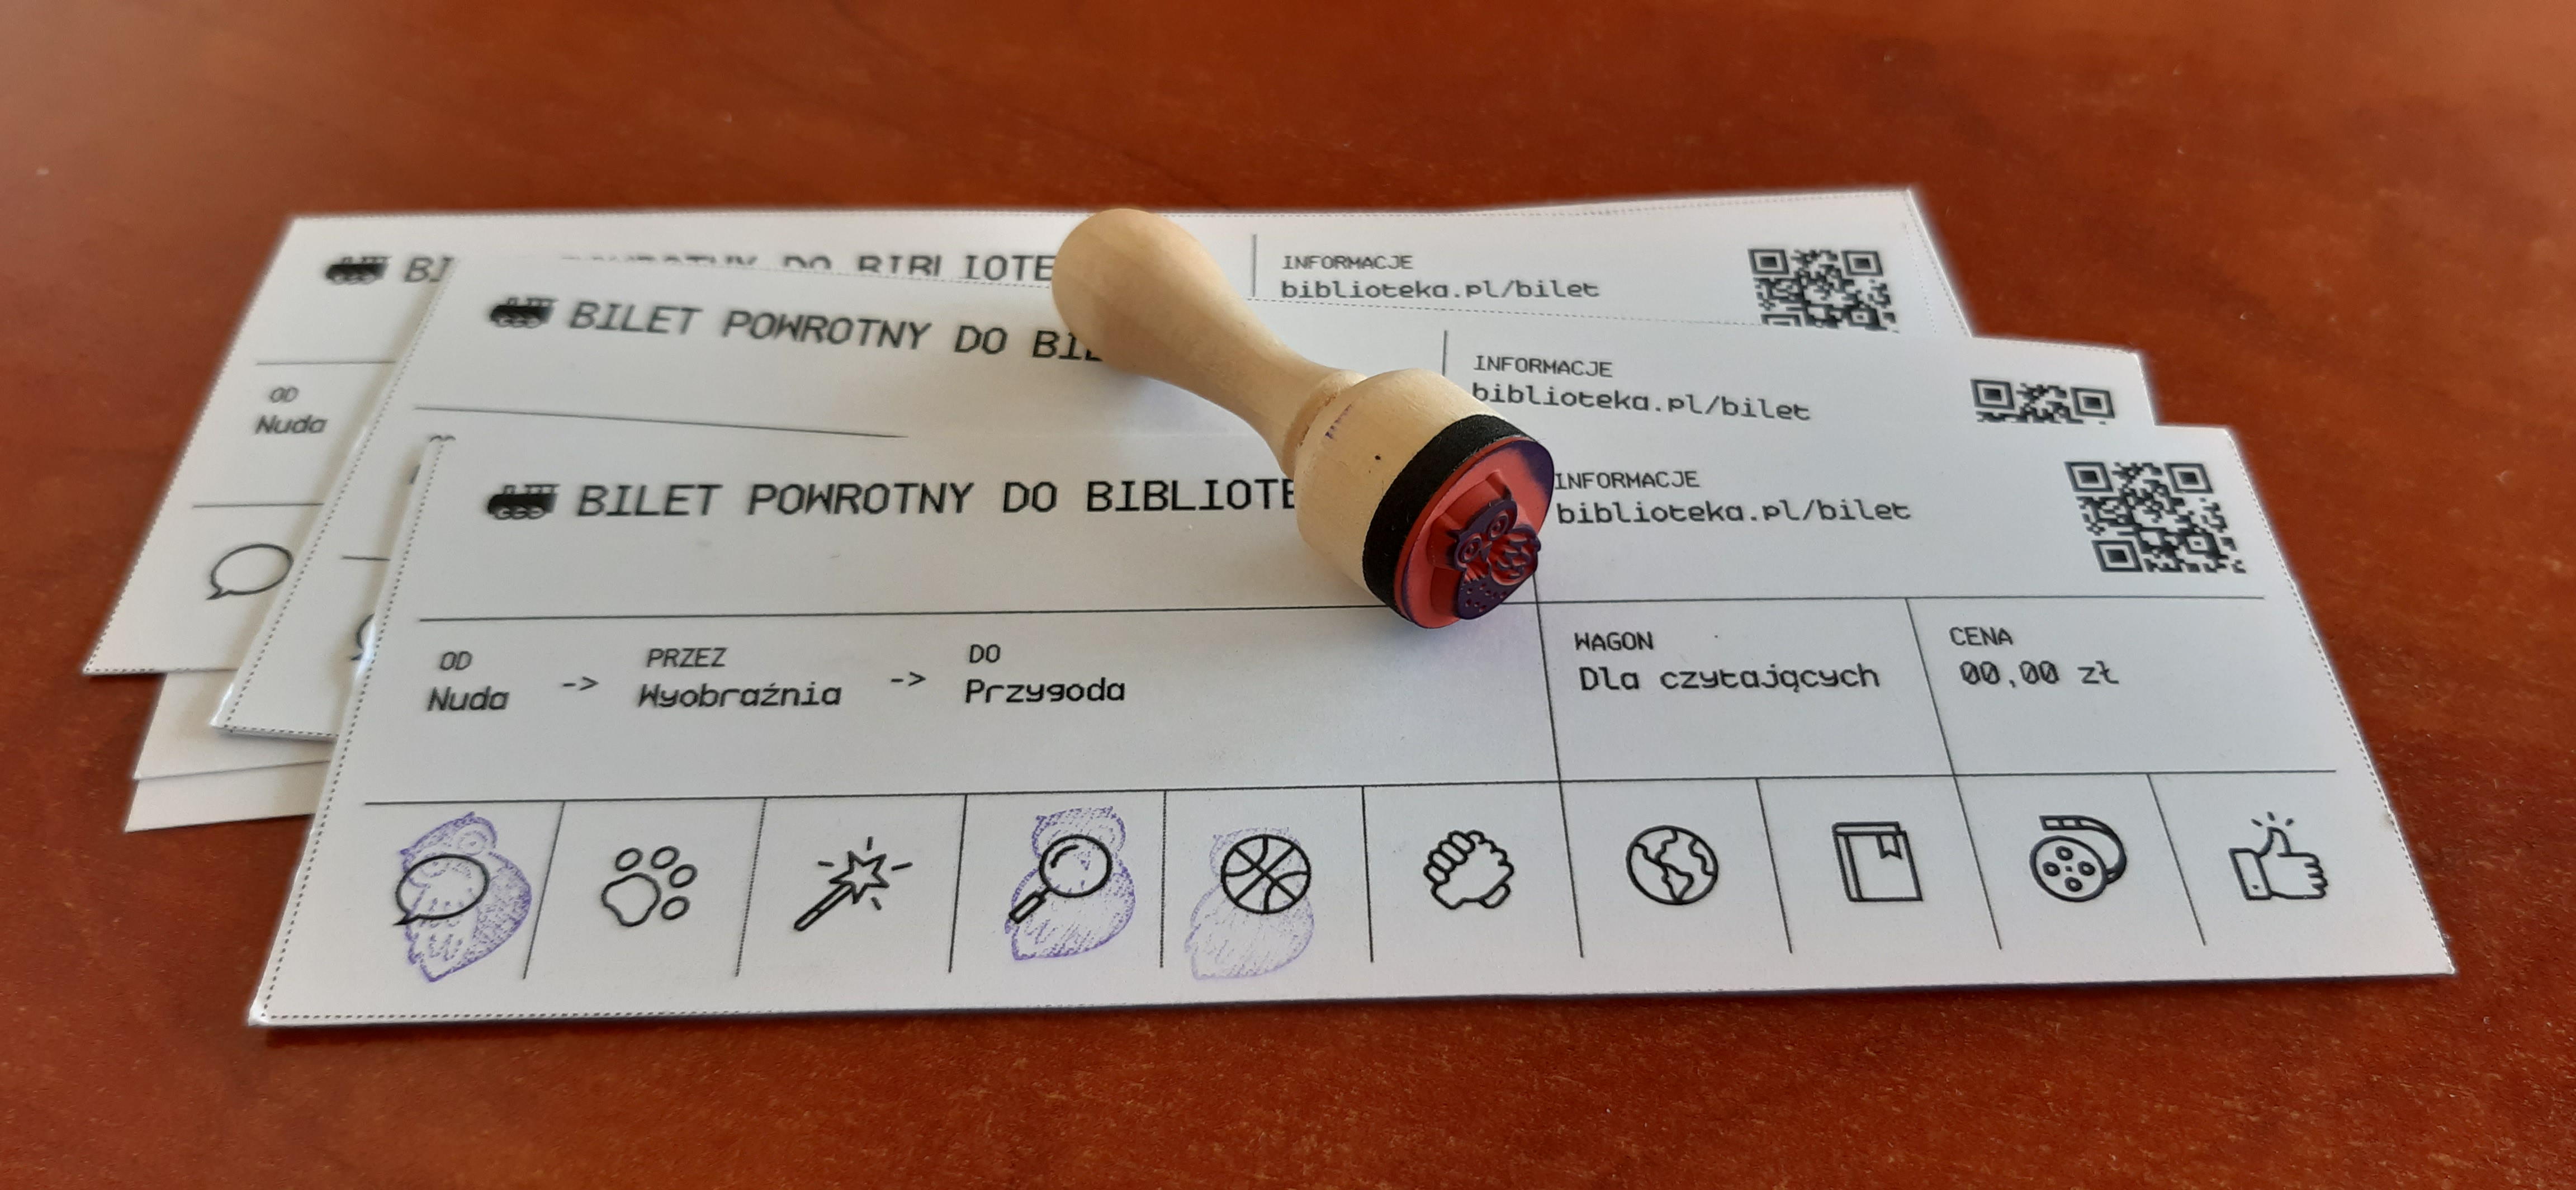 INFORMACJE
biblioteka.pl/bilet
OD
Nuda
BILET POWROTNY DO
INFORMACJE
biblioteka.pl/bilet
BILET POWROTNY DO BIBLIOTE
INFORMACJE
biblioteka.pl/bilet
OD -> PRZEZ -> DO
Nuda Wyobraźnia Przygoda
WAGON
Dla czytających
CENA
00,00 zł